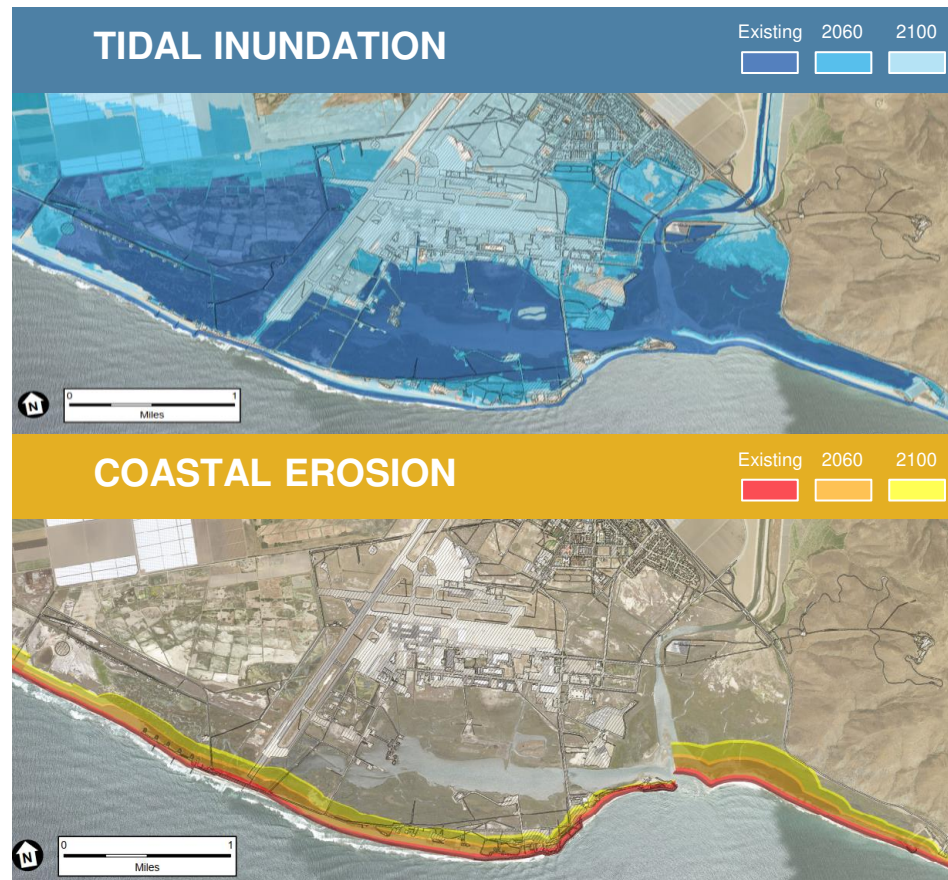 TIDAL INUNDATION
Existing 2060 2100
N
0 1
Miles
COASTAL EROSION
Existing 2060 2100
N
0 1
Miles